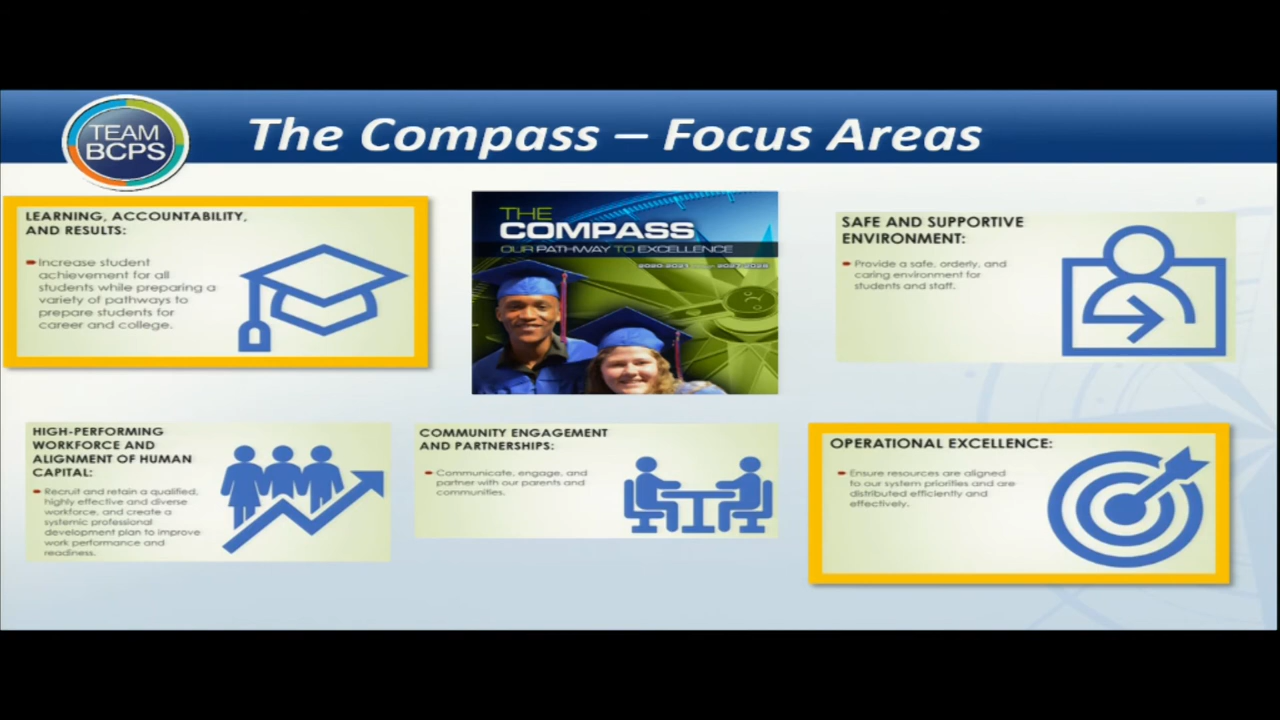 TEAM
BCPS
The Compass – Focus Areas
LEARNING, ACCOUNTABILITY,
AND RESULTS:
Increase student
achievement for all
students while preparing a
variety of pathways to
prepare students for
career and college.
THE
COMPASS
OUR PATHWAY TO EXCELLENCE
SAFE AND SUPPORTIVE
ENVIRONMENT:
Provide a safe, orderly, and
caring environment for
students and staff.
HIGH-PERFORMING
WORKFORCE AND
ALIGNMENT OF HUMAN
CAPITAL:
Recruit and retain a qualified,
highly effective and diverse
workforce, and create a
systemic professional
development plan to improve
work performance and
readiness.
COMMUNITY ENGAGEMENT
AND PARTNERSHIPS:
Communicate, engage, and
partner with our parents and
communities.
OPERATIONAL EXCELLENCE:
Ensure resources are aligned
to our system priorities and are
distributed efficiently and
effectively.